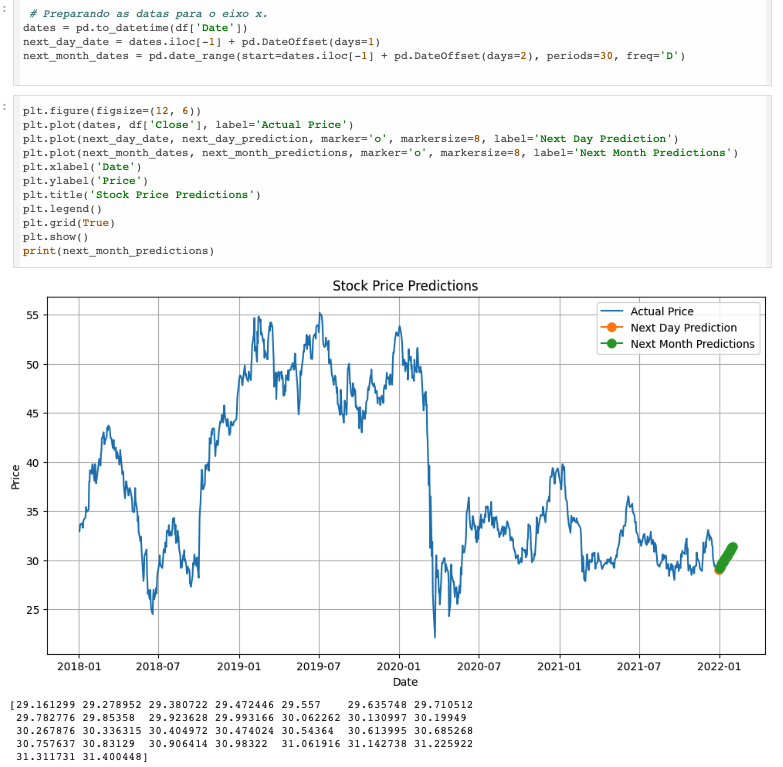 :
# Preparando as datas para o eixo x.
dates = pd.to_datetime(df['Date'])
next_day_date = dates.iloc[-1] + pd.DateOffset(days=1)
next_month_dates = pd.date_range(start=dates.iloc[-1] + pd.DateOffset(days=2), periods=30, freq='D')
:
plt.figure(figsize=(12, 6))
plt.plot(dates, df['Close'], label='Actual Price')
plt.plot(next_day_date, next_day_prediction, marker='o', markersize=8, label='Next Day Prediction')
plt.plot(next_month_dates, next_month_predictions, marker='o', markersize=8, label='Next Month Predictions')
plt.xlabel('Date')
plt.ylabel('Price')
plt.title('Stock Price Predictions')
plt.legend()
plt.grid(True)
plt.show()
print(next_month_predictions)
Stock Price Predictions
Actual Price
Next Day Prediction
Next Month Predictions
55
50
45
40
35
30
25
Price
2018-01 2018-07 2019-01 2019-07 2020-01 2020-07 2021-01 2021-07 2022-01
Date
[29.161299 29.278952 29.380722 29.472446 29.557 29.635748 29.710512
29.782776 29.85358 29.923628 29.993166 30.062262 30.130997 30.19949
30.267876 30.336315 30.404972 30.474024 30.54364 30.613995 30.685268
30.757637 30.83129 30.906414 30.98322 31.061916 31.142738 31.225922
31.311731 31.400448]